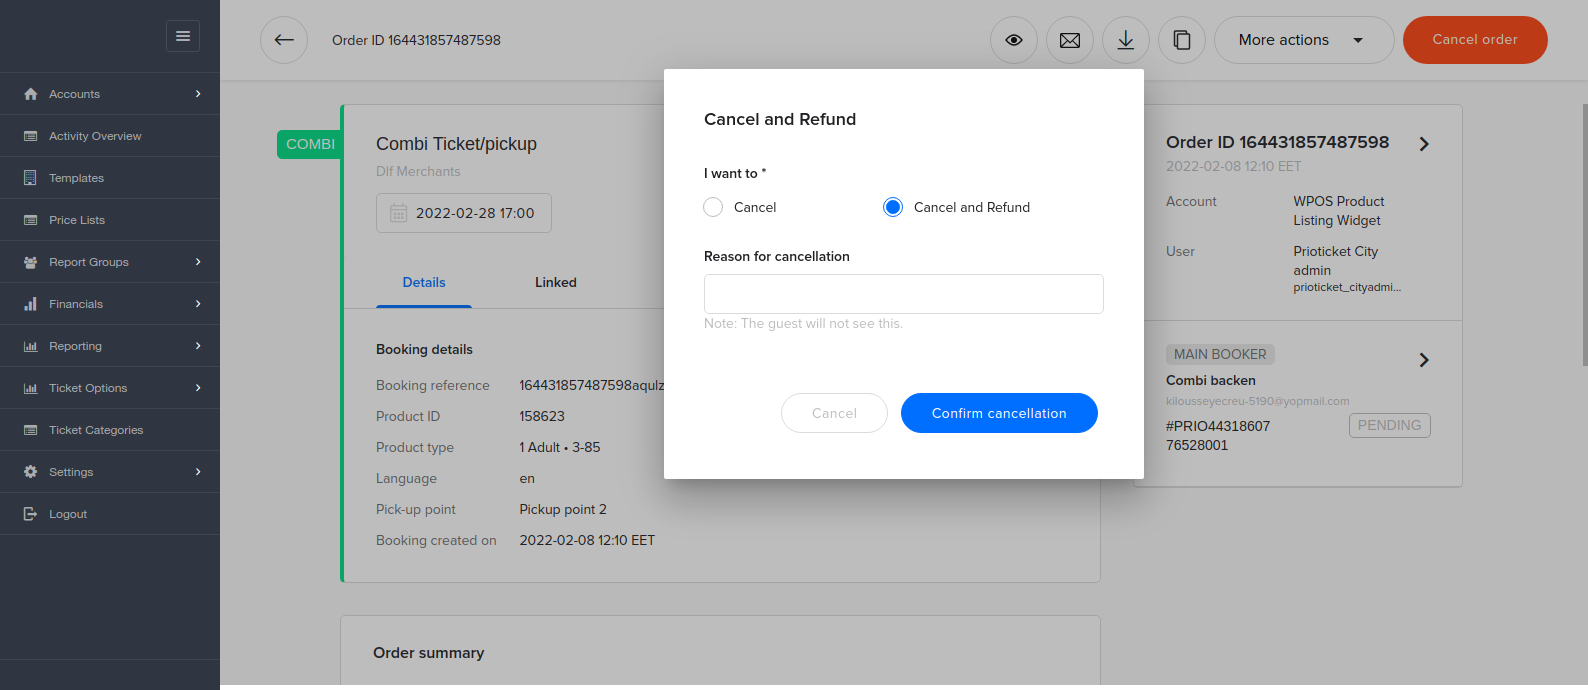 Order ID 164431857487598
More actions
Cancel order
Accounts
Activity Overview
Templates
Price Lists
Report Groups
Financials
Reporting
Ticket Options
Ticket Categories
Settings
Logout
COMBI
Combi Ticket/pickup
Dlf Merchants
2022-02-28 17:00
Details Linked
Booking details
Booking reference 164431857487598aqulz
Product ID 158623
Product type 1 Adult • 3-85
Language en
Pick-up point Pickup point 2
Booking created on 2022-02-08 12:10 EET
Order summary
Cancel and Refund
I want to *
Cancel Cancel and Refund
Reason for cancellation
Note: The guest will not see this.
Cancel Confirm cancellation
Order ID 164431857487598
2022-02-08 12:10 EET
Account WPOS Product
Listing Widget
User Prioticket City
admin
prioticket_cityadmi...
MAIN BOOKER
Combi backen
kilousseyecreu-5190@yopmail.com
#PRIO44318607 PENDING
76528001